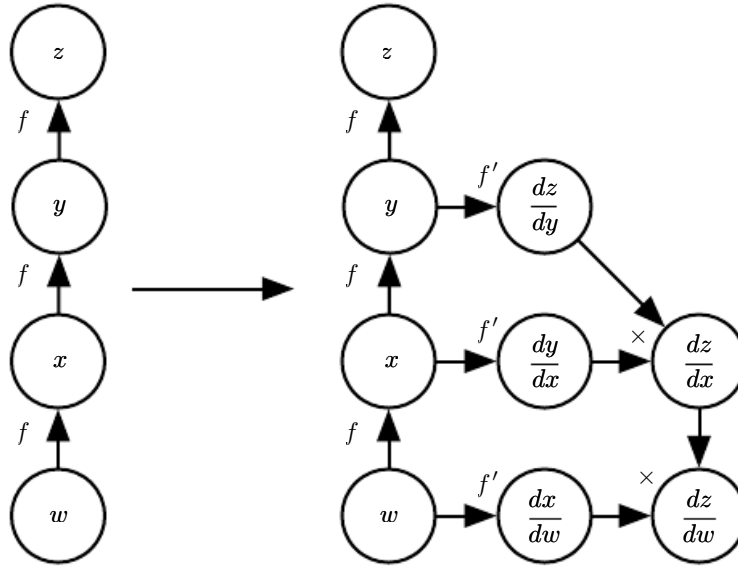 z z
f f
y y f′ dz/dy
f f
x x f′ dy/dx × dz/dx
f f
w w f′ dx/dw × dz/dw